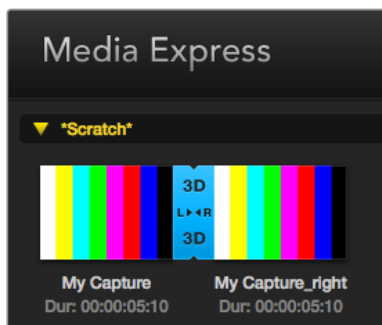 Media Express
*Scratch*
3D
L R
3D
My Capture
My Capture_right
Dur: 00:00:05:10
Dur: 00:00:05:10